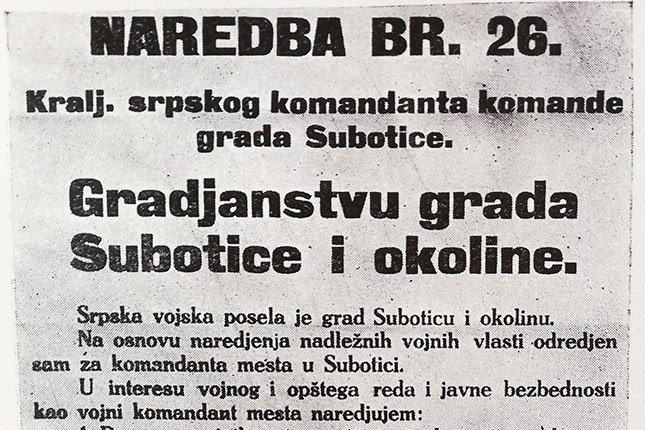 NAREDBA BR. 26.
Kralj. srpskog komandanta komande
grada Subotice.
Gradjanstvu grada
Subotice i okoline.
Srpska vojska posela je grad Suboticu i okolinu.
Na osnovu naredjenja nadležnih vojnih vlasti odredjen
sam za komandanta mesta u Subotici.
U interesu vojnog i opštega reda i javne bezbednosti
kao vojni komandant mesta naredjujem: